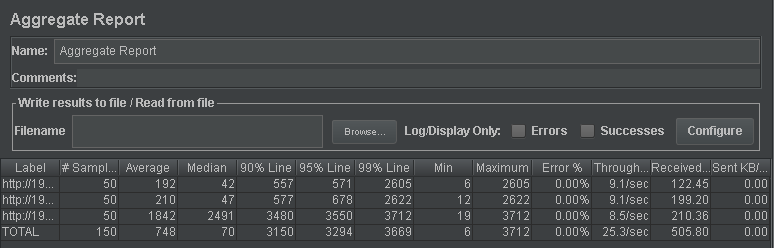 Aggregate Report
Name: Aggregate Report
Comments:
Write results to file / Read from file
Filename Browse... Log/Display Only: Errors Successes Configure
Label # Sampl... Average Median 90% Line 95% Line 99% Line Min Maximum Error % Through... Received... Sent KB/...
http://19... 50 192 42 557 571 2605 6 2605 0.00% 9.1/sec 122.45 0.00
http://19... 50 210 47 577 678 2622 12 2622 0.00% 9.1/sec 199.20 0.00
http://19... 50 1842 2491 3480 3550 3712 19 3712 0.00% 8.5/sec 210.36 0.00
TOTAL 150 748 70 3150 3294 3669 6 3712 0.00% 25.3/sec 505.80 0.00